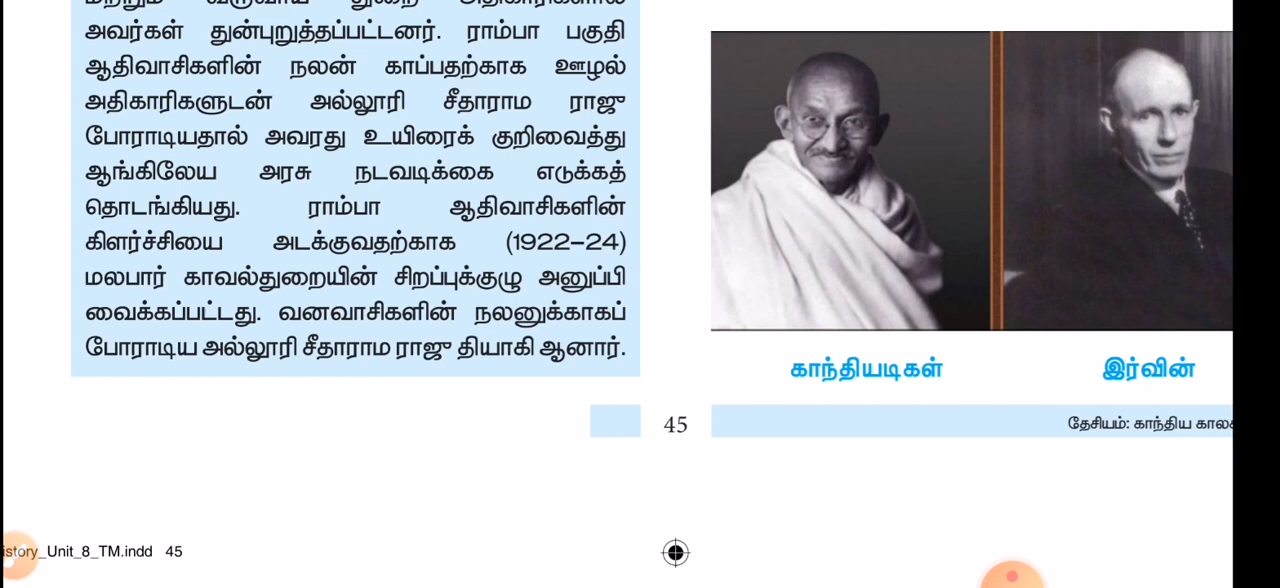 அவர்கள் துன்புறுத்தப்பட்டனர். ராம்பா பகுதி
ஆதிவாசிகளின் நலன் காப்பதற்காக ஊழல்
அதிகாரிகளுடன் அல்லூரி சீதாராம ராஜு
போராடியதால் அவரது உயிரைக் குறிவைத்து
ஆங்கிலேய அரசு நடவடிக்கை எடுக்கத்
தொடங்கியது. ராம்பா ஆதிவாசிகளின்
கிளர்ச்சியை அடக்குவதற்காக (1922–24)
மலபார் காவல்துறையின் சிறப்புக்குழு அனுப்பி
வைக்கப்பட்டது. வனவாசிகளின் நலனுக்காகப்
போராடிய அல்லூரி சீதாராம ராஜு தியாகி ஆனார்.
காந்தியடிகள் இர்வின்
45
தேசியம்: காந்திய
istory_Unit_8_TM.indd 45